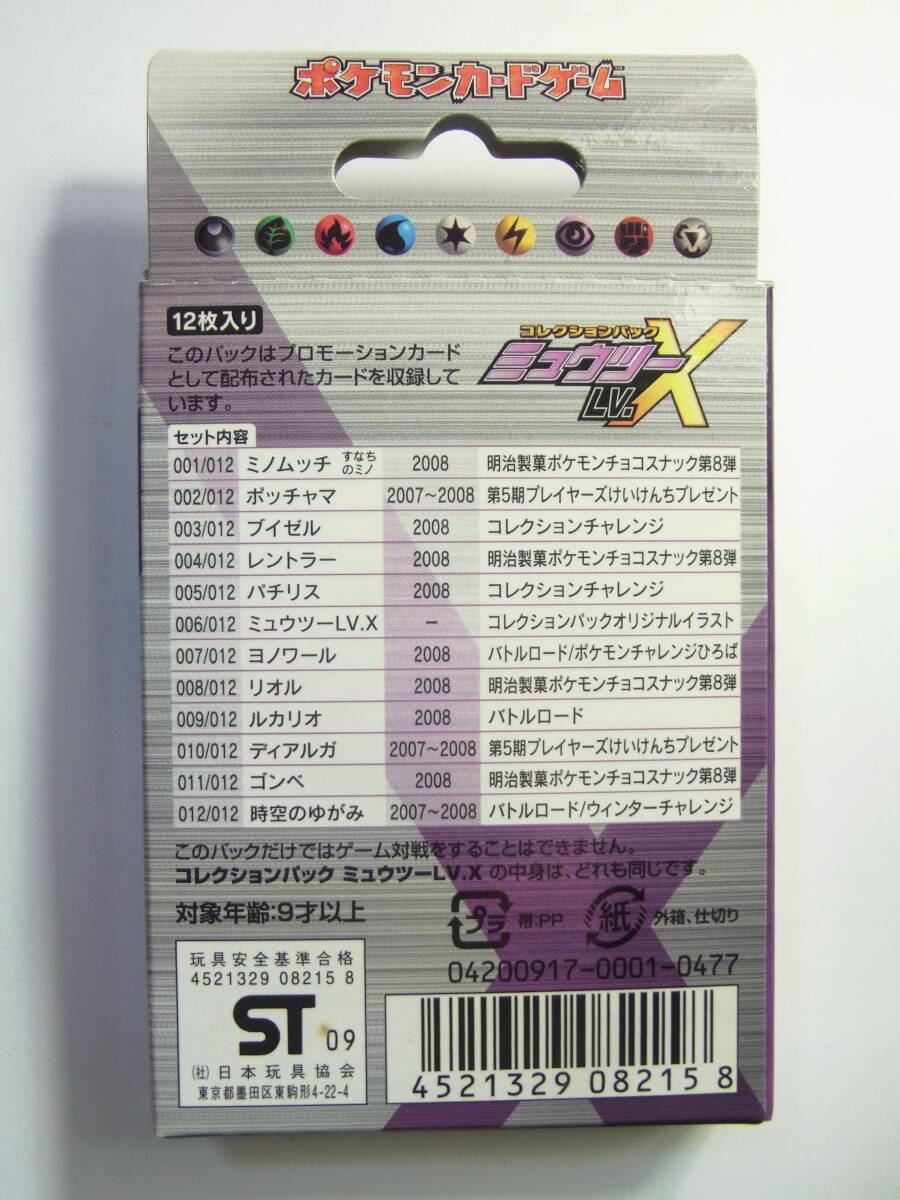 ポケモンカードゲーム
12枚入り
このパックはプロモーションカード
として配布されたカードを収録して
います。
コレクションパック
ミュウツー
LV.X
セット内容
001/012 ミノムッチ すなちのミノ 2008 明治製菓ポケモンチョコスナック第8弾
002/012 ポッチャマ 2007～2008 第5期プレイヤーズけいけんちプレゼント
003/012 ブイゼル 2008 コレクションチャレンジ
004/012 レントラー 2008 明治製菓ポケモンチョコスナック第8弾
005/012 パチリス 2008 コレクションチャレンジ
006/012 ミュウツーLV.X － コレクションパックオリジナルイラスト
007/012 ヨノワール 2008 バトルロード/ポケモンチャレンジひろば
008/012 リオル 2008 明治製菓ポケモンチョコスナック第8弾
009/012 ルカリオ 2008 バトルロード
010/012 ディアルガ 2007～2008 第5期プレイヤーズけいけんちプレゼント
011/012 ゴンベ 2008 明治製菓ポケモンチョコスナック第8弾
012/012 時空のゆがみ 2007～2008 バトルロード/ウィンターチャレンジ
このパックだけではゲーム対戦をすることはできません。
コレクションパック ミュウツーLV.X の中身は、どれも同じです。
対象年齢:9才以上
プラ 帯:PP 紙 外箱、仕切り
04200917-0001-0477
玩具安全基準合格
4521329 08215 8
ST 09
(社)日本玩具協会
東京都墨田区東駒形4-22-4
4521329 082158